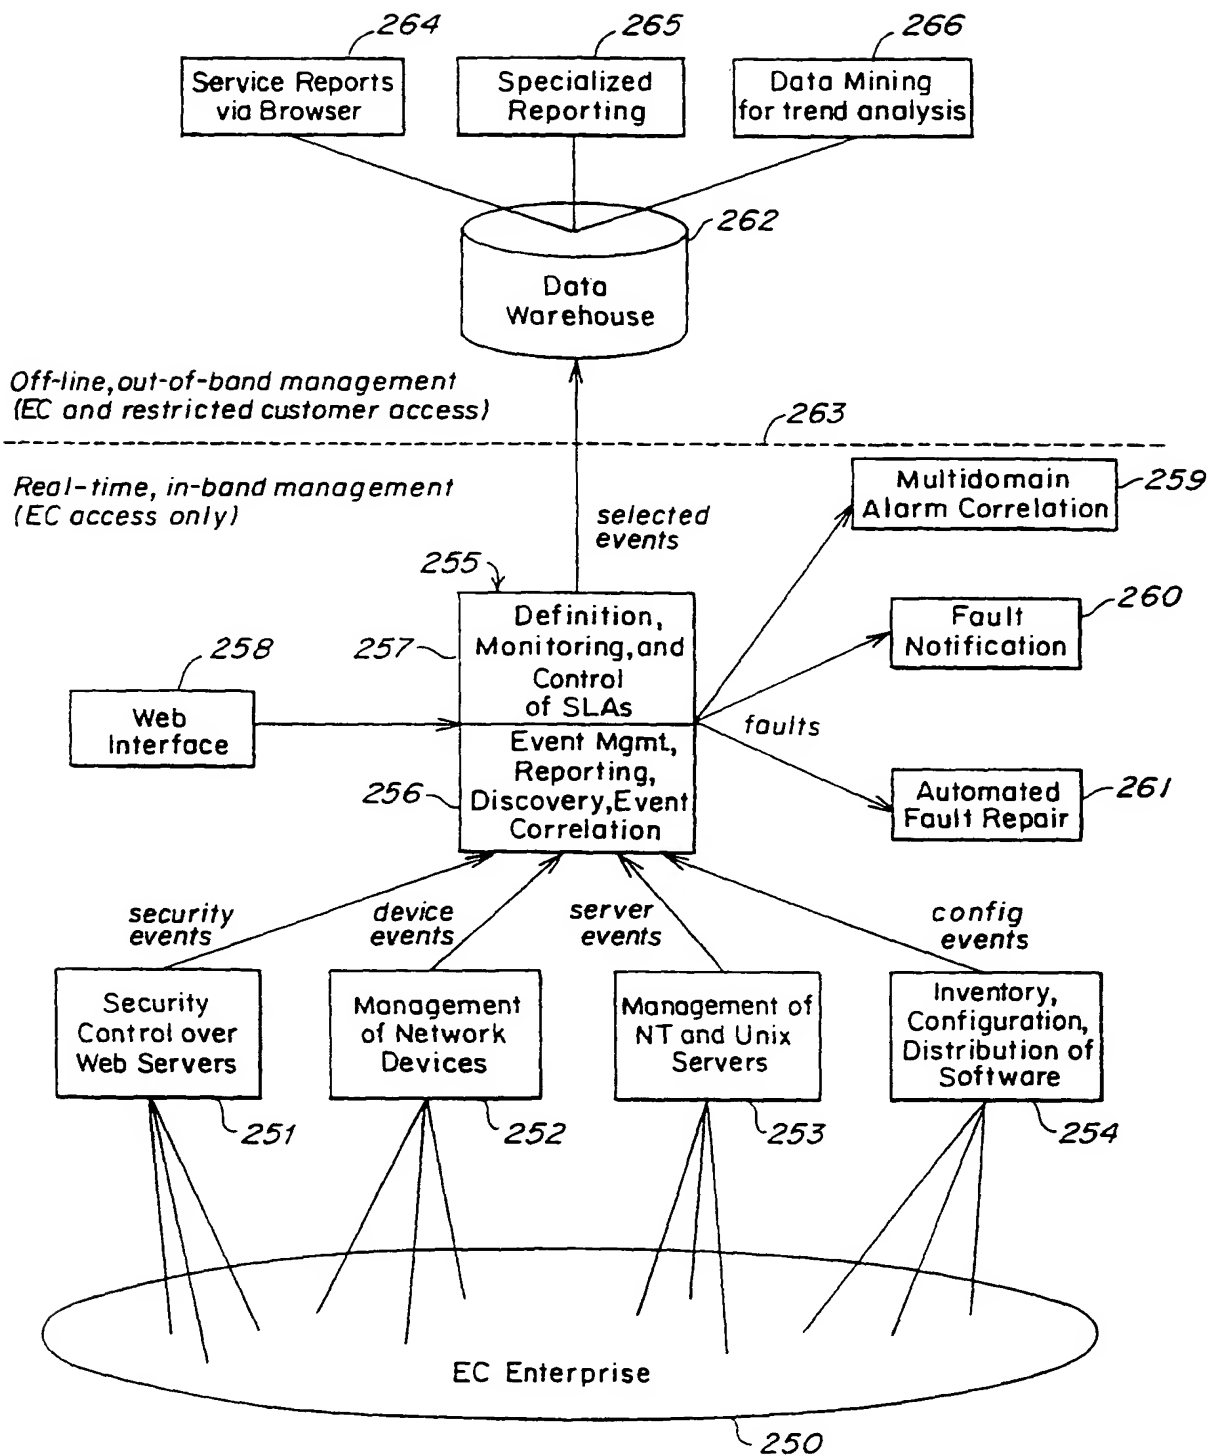 264
265
266
Service Reports
via Browser
Specialized
Reporting
Data Mining
for trend analysis
262
Data
Warehouse
Off-line, out-of-band management
(EC and restricted customer access)
263
Real-time, in-band management
(EC access only)
Multidomain
Alarm Correlation
259
selected
events
255
Definition,
Monitoring, and
Control
of SLAs
257
Fault
Notification
260
258
Web
Interface
faults
Event Mgmt,
Reporting,
Discovery, Event
Correlation
256
Automated
Fault Repair
261
security
events
device
events
server
events
config
events
Security
Control over
Web Servers
Management
of Network
Devices
Management of
NT and Unix
Servers
Inventory,
Configuration,
Distribution of
Software
251
252
253
254
EC Enterprise
250